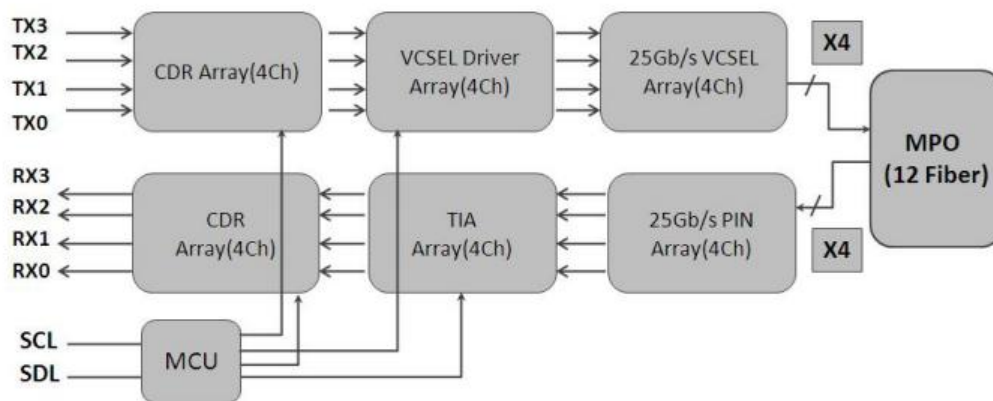 TX3
TX2
TX1
TX0
CDR Array(4Ch)
VCSEL Driver
Array(4Ch)
25Gb/s VCSEL
Array(4Ch)
X4
MPO
(12 Fiber)
RX3
RX2
RX1
RX0
CDR
Array(4Ch)
TIA
Array(4Ch)
25Gb/s PIN
Array(4Ch)
X4
SCL
SDL
MCU